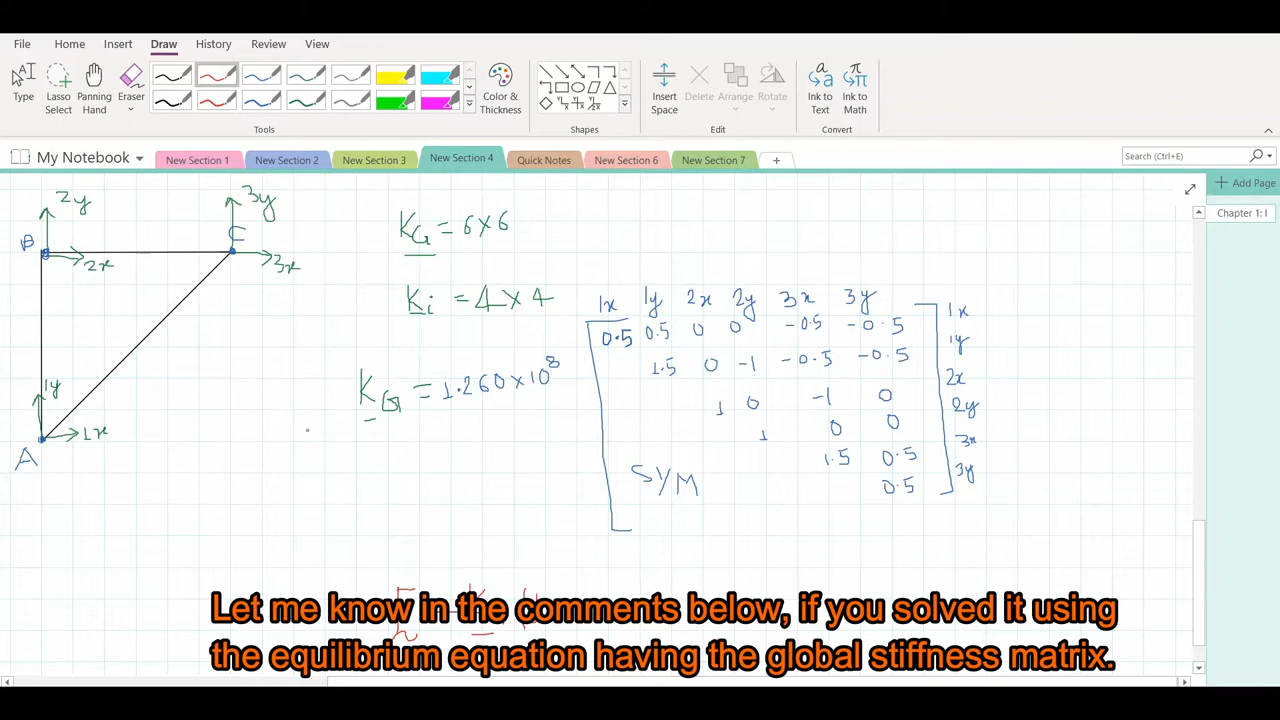 File Home Insert Draw History Review View
Type Lasso Select Panning Hand Eraser Color & Thickness Insert Space Delete Arrange Rotate Ink to Text Ink to Math
Tools Shapes Edit Convert
My Notebook New Section 1 New Section 2 New Section 3 New Section 4 Quick Notes New Section 6 New Section 7 + Search (Ctrl+E)
Add Page
Chapter 1: I
2y 3y
B C
2x 3x
1y
A 1x
KG = 6×6
Ki = 4×4
KG = 1.260×10^8
1x 1y 2x 2y 3x 3y
0.5 0.5 0 0 -0.5 -0.5 1x
1.5 0 -1 -0.5 -0.5 1y
1 0 -1 0 2x
1 0 0 2y
1.5 0.5 3x
SYM 0.5 3y
Let me know in the comments below, if you solved it using
the equilibrium equation having the global stiffness matrix.